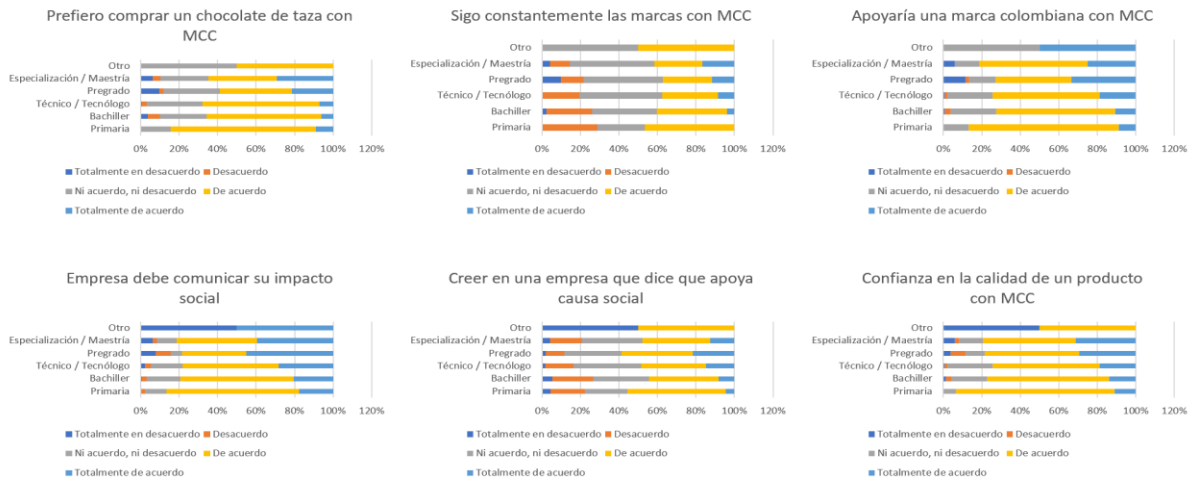 Prefiero comprar un chocolate de taza con
MCC
Otro
Especialización / Maestría
Pregrado
Técnico / Tecnólogo
Bachiller
Primaria
0% 20% 40% 60% 80% 100% 120%
Totalmente en desacuerdo Desacuerdo
Ni acuerdo, ni desacuerdo De acuerdo
Totalmente de acuerdo
Sigo constantemente las marcas con MCC
Otro
Especialización / Maestría
Pregrado
Técnico / Tecnólogo
Bachiller
Primaria
0% 20% 40% 60% 80% 100% 120%
Totalmente en desacuerdo Desacuerdo
Ni acuerdo, ni desacuerdo De acuerdo
Totalmente de acuerdo
Apoyaría una marca colombiana con MCC
Otro
Especialización / Maestría
Pregrado
Técnico / Tecnólogo
Bachiller
Primaria
0% 20% 40% 60% 80% 100% 120%
Totalmente en desacuerdo Desacuerdo
Ni acuerdo, ni desacuerdo De acuerdo
Totalmente de acuerdo
Empresa debe comunicar su impacto
social
Otro
Especialización / Maestría
Pregrado
Técnico / Tecnólogo
Bachiller
Primaria
0% 20% 40% 60% 80% 100% 120%
Totalmente en desacuerdo Desacuerdo
Ni acuerdo, ni desacuerdo De acuerdo
Totalmente de acuerdo
Creer en una empresa que dice que apoya
causa social
Otro
Especialización / Maestría
Pregrado
Técnico / Tecnólogo
Bachiller
Primaria
0% 20% 40% 60% 80% 100% 120%
Totalmente en desacuerdo Desacuerdo
Ni acuerdo, ni desacuerdo De acuerdo
Totalmente de acuerdo
Confianza en la calidad de un producto
con MCC
Otro
Especialización / Maestría
Pregrado
Técnico / Tecnólogo
Bachiller
Primaria
0% 20% 40% 60% 80% 100% 120%
Totalmente en desacuerdo Desacuerdo
Ni acuerdo, ni desacuerdo De acuerdo
Totalmente de acuerdo